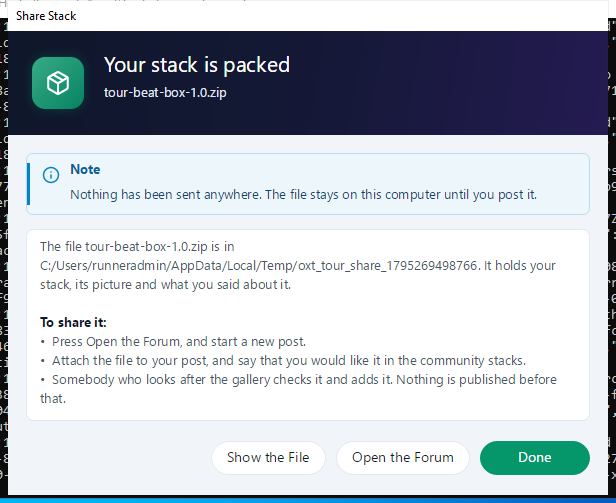 Share Stack
Your stack is packed
tour-beat-box-1.0.zip
Note
Nothing has been sent anywhere. The file stays on this computer until you post it.
The file tour-beat-box-1.0.zip is in
C:/Users/runneradmin/AppData/Local/Temp/oxt_tour_share_1795269498766. It holds your
stack, its picture and what you said about it.
To share it:
• Press Open the Forum, and start a new post.
• Attach the file to your post, and say that you would like it in the community stacks.
• Somebody who looks after the gallery checks it and adds it. Nothing is published before
that.
Show the File
Open the Forum
Done